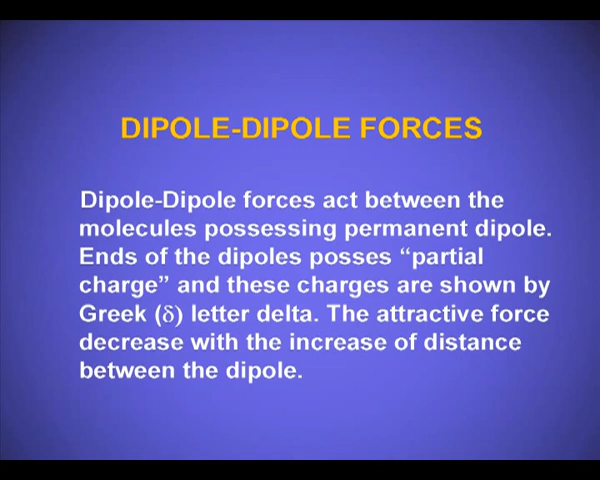 DIPOLE-DIPOLE FORCES
Dipole-Dipole forces act between the
molecules possessing permanent dipole.
Ends of the dipoles posses “partial
charge” and these charges are shown by
Greek (δ) letter delta. The attractive force
decrease with the increase of distance
between the dipole.